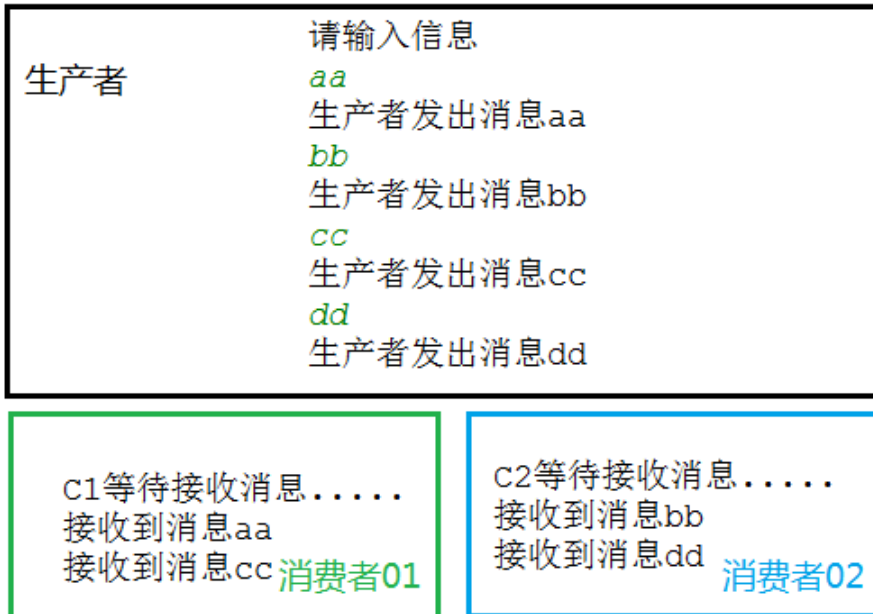 请输入信息
生产者
aa
生产者发出消息aa
bb
生产者发出消息bb
cc
生产者发出消息cc
dd
生产者发出消息dd
C1等待接收消息.....
接收到消息aa
接收到消息cc
消费者01
C2等待接收消息.....
接收到消息bb
接收到消息dd
消费者02